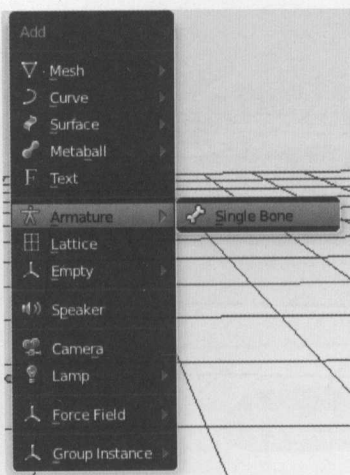 Add
Mesh
Curve
Surface
Metaball
Text
Armature
Single Bone
Lattice
Empty
Speaker
Camera
Lamp
Force Field
Group Instance